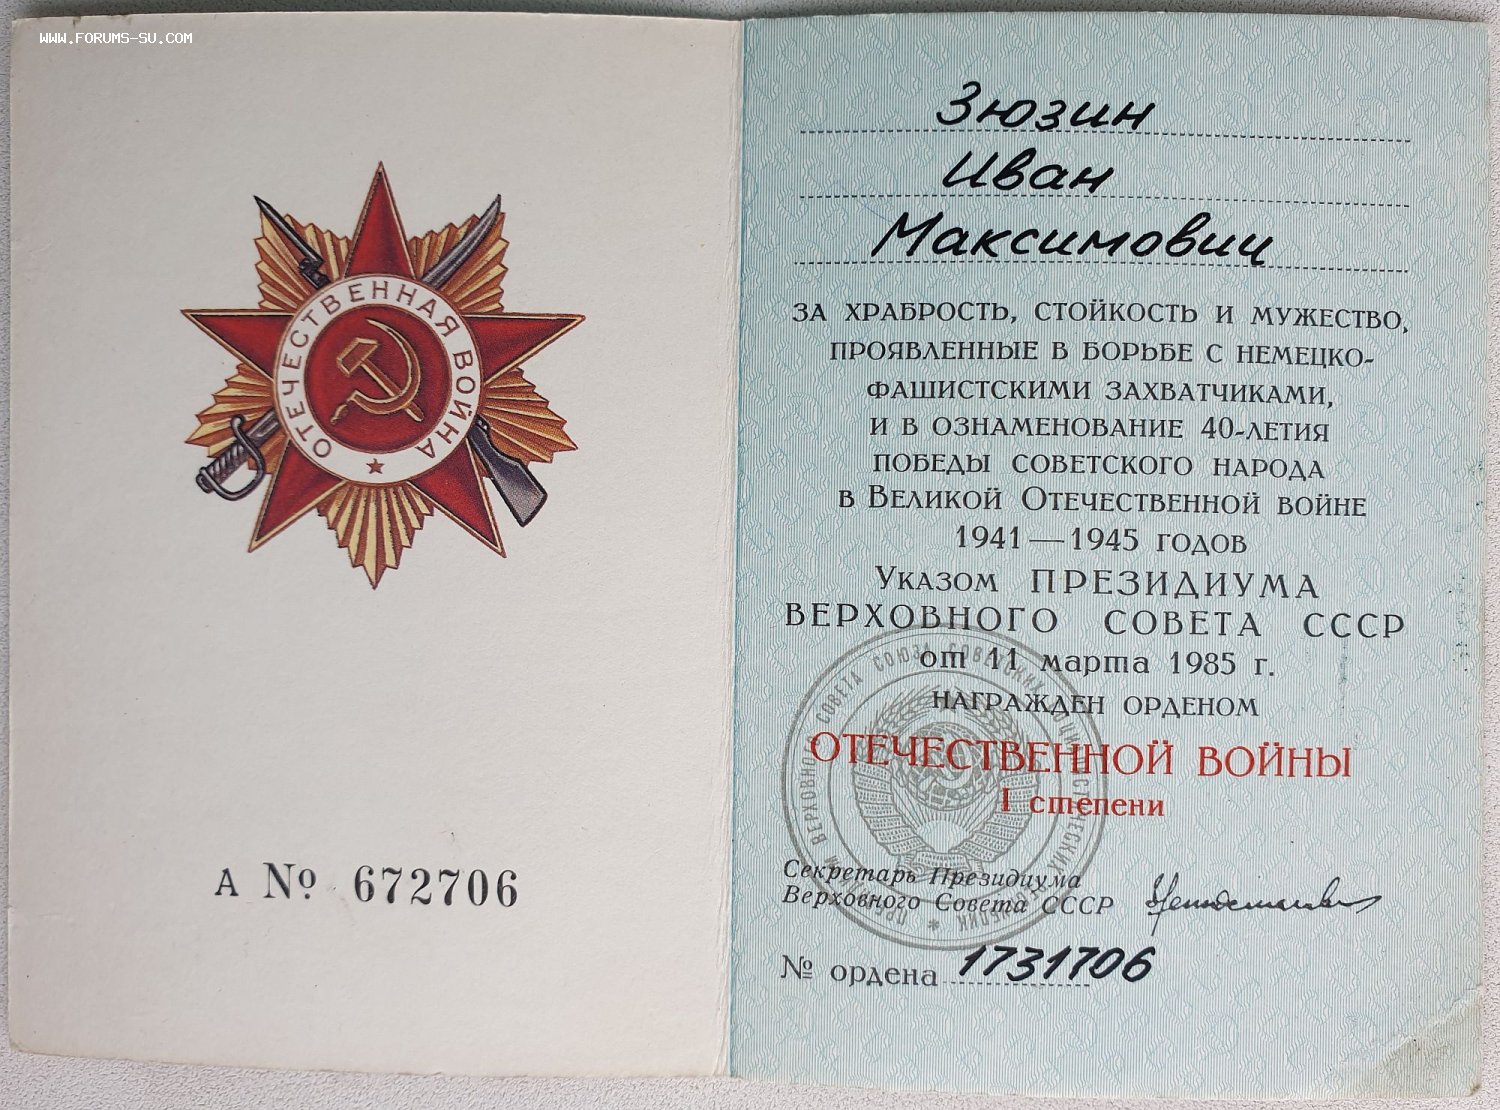 WWW.FORUMS-SU.COM
ОТЕЧЕСТВЕННАЯ ВОЙНА
А № 672706
Зюзин
Иван
Максимович
ЗА ХРАБРОСТЬ, СТОЙКОСТЬ И МУЖЕСТВО,
ПРОЯВЛЕННЫЕ В БОРЬБЕ С НЕМЕЦКО-
ФАШИСТСКИМИ ЗАХВАТЧИКАМИ,
И В ОЗНАМЕНОВАНИЕ 40-ЛЕТИЯ
ПОБЕДЫ СОВЕТСКОГО НАРОДА
В ВЕЛИКОЙ ОТЕЧЕСТВЕННОЙ ВОЙНЕ
1941—1945 ГОДОВ
УКАЗОМ ПРЕЗИДИУМА
ВЕРХОВНОГО СОВЕТА СССР
от 11 марта 1985 г.
НАГРАЖДЕН ОРДЕНОМ
ОТЕЧЕСТВЕННОЙ ВОЙНЫ
I степени
Секретарь Президиума
Верховного Совета СССР
№ ордена 1731706